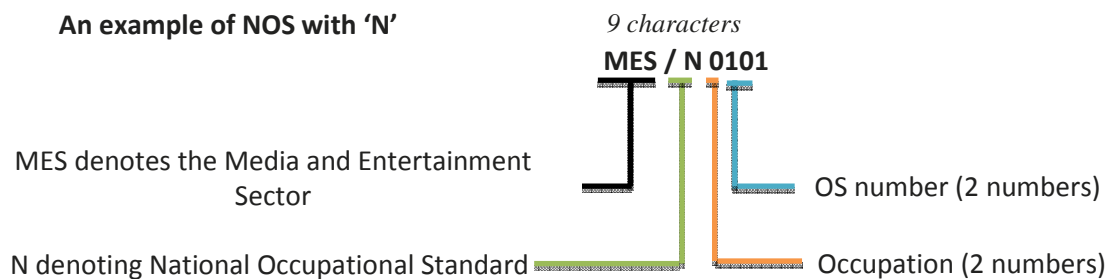 An example of NOS with ‘N’
9 characters
MES / N 0101
MES denotes the Media and Entertainment
Sector
OS number (2 numbers)
N denoting National Occupational Standard
Occupation (2 numbers)